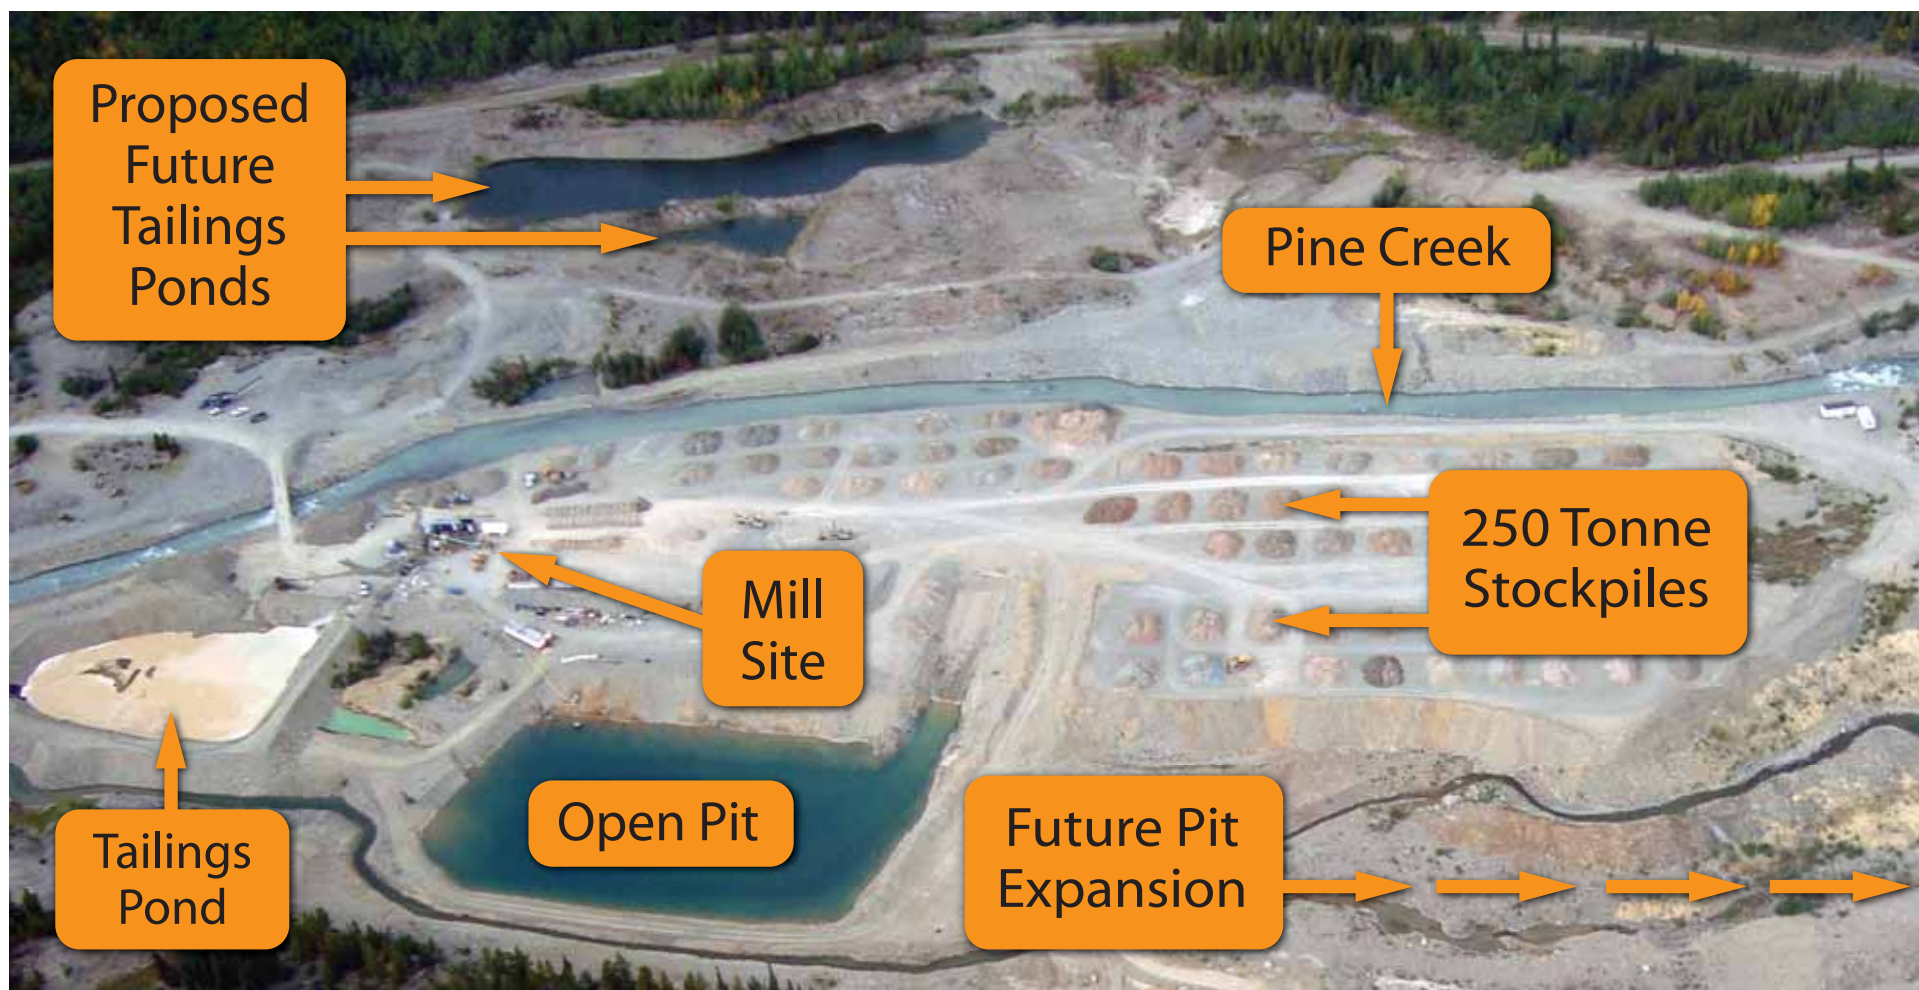 Proposed
Future
Tailings
Ponds
Pine Creek
250 Tonne
Stockpiles
Mill
Site
Open Pit
Future Pit
Expansion
Tailings
Pond